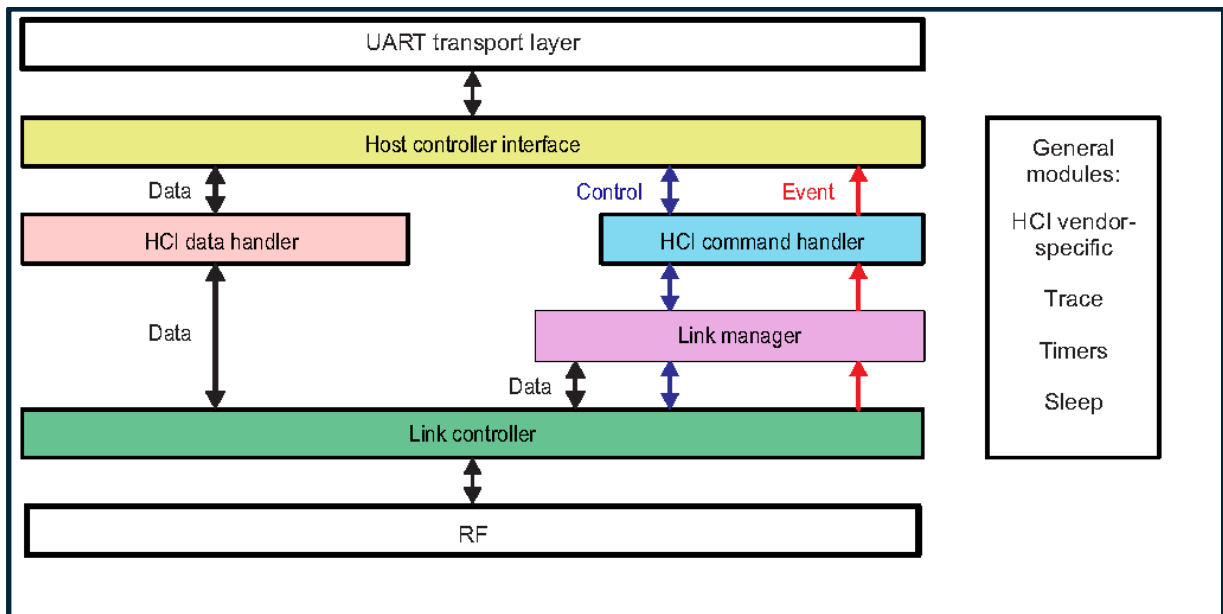 UART transport layer
Host controller interface
Data
Control
Event
HCI data handler
HCI command handler
Data
Link manager
Data
Link controller
RF
General
modules:
HCI vendor-
specific
Trace
Timers
Sleep